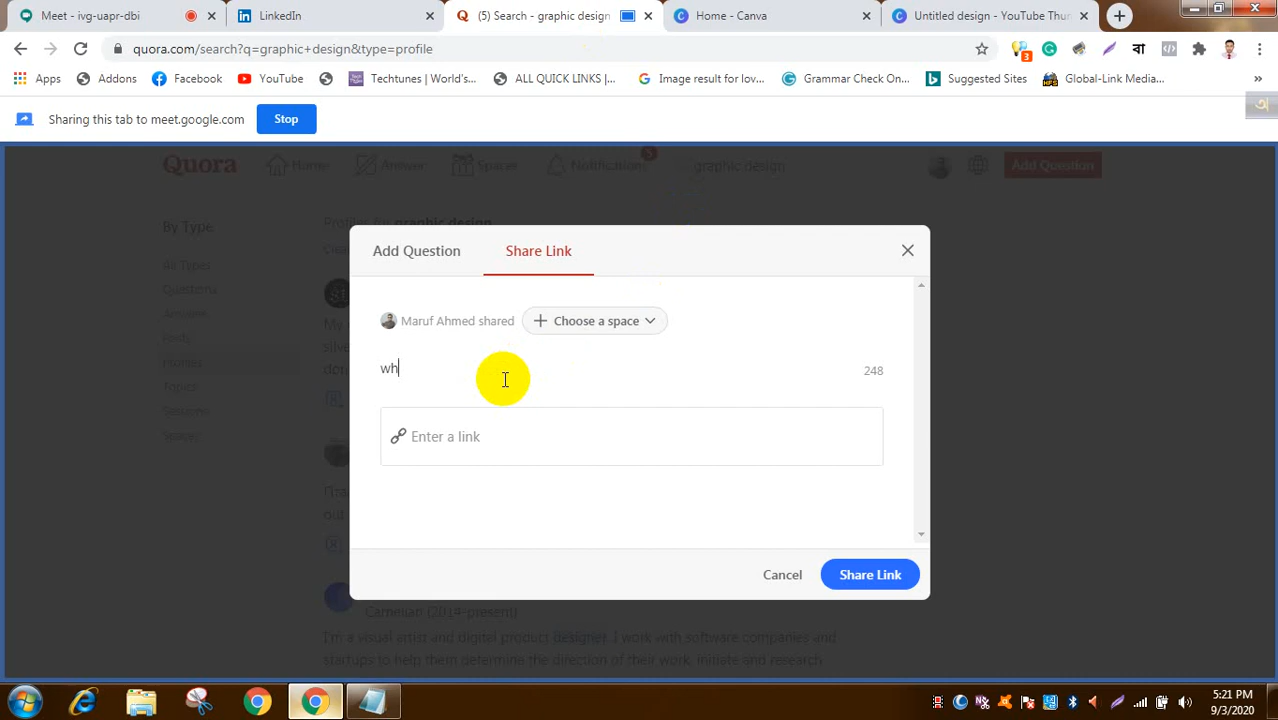 Meet - ivg-uapr-dbi
LinkedIn
(5) Search - graphic design
Home - Canva
Untitled design - YouTube Thur
quora.com/search?q=graphic+design&type=profile
3
বা
Apps
Addons
Facebook
YouTube
Techtunes | World's...
ALL QUICK LINKS |...
Image result for lov...
Grammar Check On...
Suggested Sites
Global-Link Media...
»
Sharing this tab to meet.google.com
Stop
অ
Quora
Home
Answer
Spaces
Notifications
5
graphic design
Add Question
By Type
Profiles for graphic design
All Types
Questions
Answers
Posts
Profiles
Topics
Sessions
Spaces
Add Question
Share Link
Maruf Ahmed shared
Choose a space
wh
248
Enter a link
Cancel
Share Link
Carnelian (2014-present)
I'm a visual artist and digital product designer. I work with software companies and
startups to help them determine the direction of their work, initiate and research
5:21 PM
9/3/2020